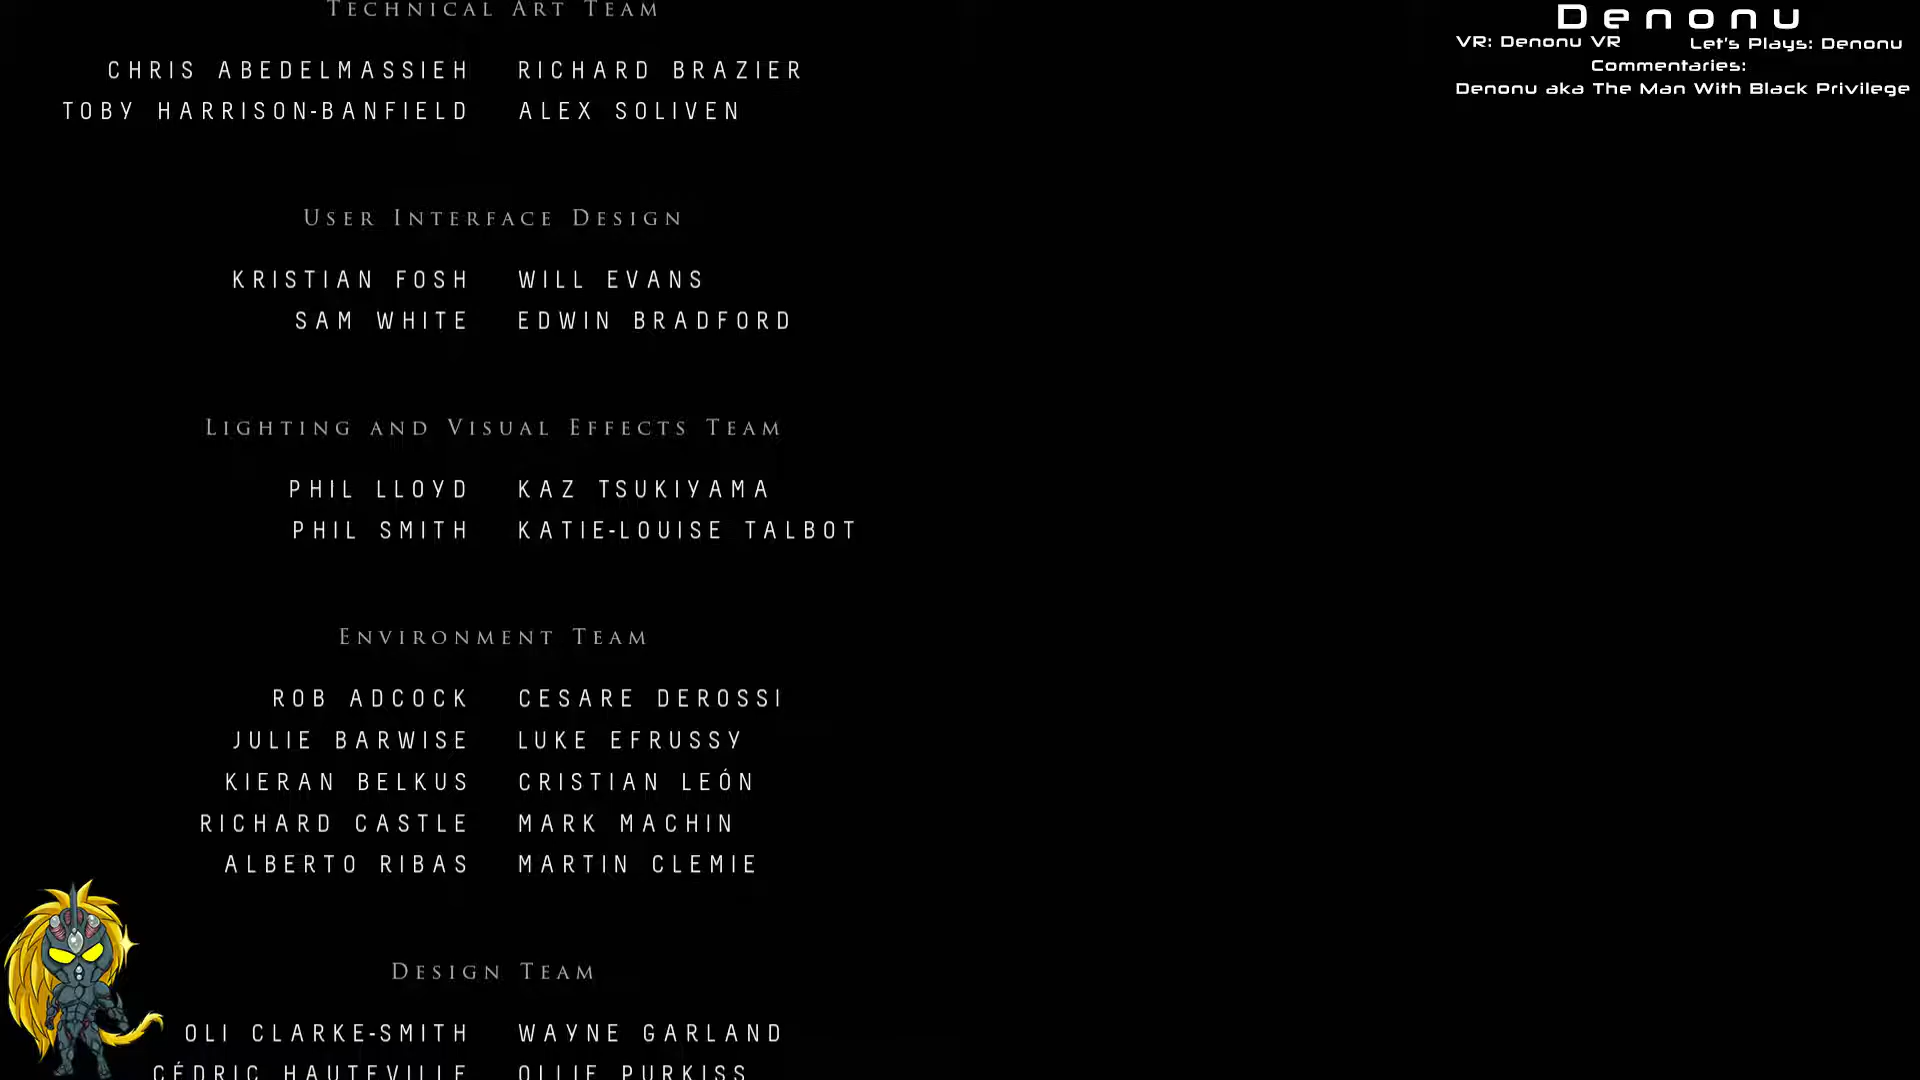 TECHNICAL ART TEAM
CHRIS ABEDELMASSIEH RICHARD BRAZIER
TOBY HARRISON-BANFIELD ALEX SOLIVEN
USER INTERFACE DESIGN
KRISTIAN FOSH WILL EVANS
SAM WHITE EDWIN BRADFORD
LIGHTING AND VISUAL EFFECTS TEAM
PHIL LLOYD KAZ TSUKIYAMA
PHIL SMITH KATIE-LOUISE TALBOT
ENVIRONMENT TEAM
ROB ADCOCK CESARE DEROSSI
JULIE BARWISE LUKE EFRUSSY
KIERAN BELKUS CRISTIAN LEÓN
RICHARD CASTLE MARK MACHIN
ALBERTO RIBAS MARTIN CLEMIE
DESIGN TEAM
OLI CLARKE-SMITH WAYNE GARLAND
CÉDRIC HAUTEVILLE OLLIE PURKISS
Denonu
VR: Denonu VR Let's Plays: Denonu
Commentaries:
Denonu aka The Man With Black Privilege